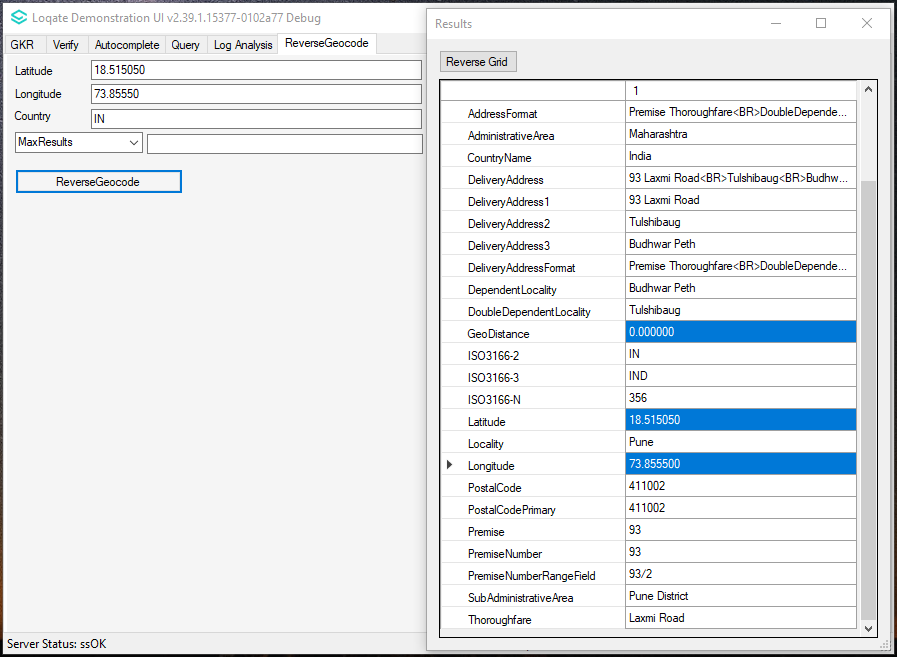 Loqate Demonstration UI v2.39.1.15377-0102a77 Debug
GKR Verify Autocomplete Query Log Analysis ReverseGeocode
Latitude 18.515050
Longitude 73.85550
Country IN
MaxResults
ReverseGeocode
Server Status: ssOK
Results
Reverse Grid
1
AddressFormat Premise Thoroughfare<BR>DoubleDepende...
AdministrativeArea Maharashtra
CountryName India
DeliveryAddress 93 Laxmi Road<BR>Tulshibaug<BR>Budhw...
DeliveryAddress1 93 Laxmi Road
DeliveryAddress2 Tulshibaug
DeliveryAddress3 Budhwar Peth
DeliveryAddressFormat Premise Thoroughfare<BR>DoubleDepende...
DependentLocality Budhwar Peth
DoubleDependentLocality Tulshibaug
GeoDistance 0.000000
ISO3166-2 IN
ISO3166-3 IND
ISO3166-N 356
Latitude 18.515050
Locality Pune
Longitude 73.855500
PostalCode 411002
PostalCodePrimary 411002
Premise 93
PremiseNumber 93
PremiseNumberRangeField 93/2
SubAdministrativeArea Pune District
Thoroughfare Laxmi Road